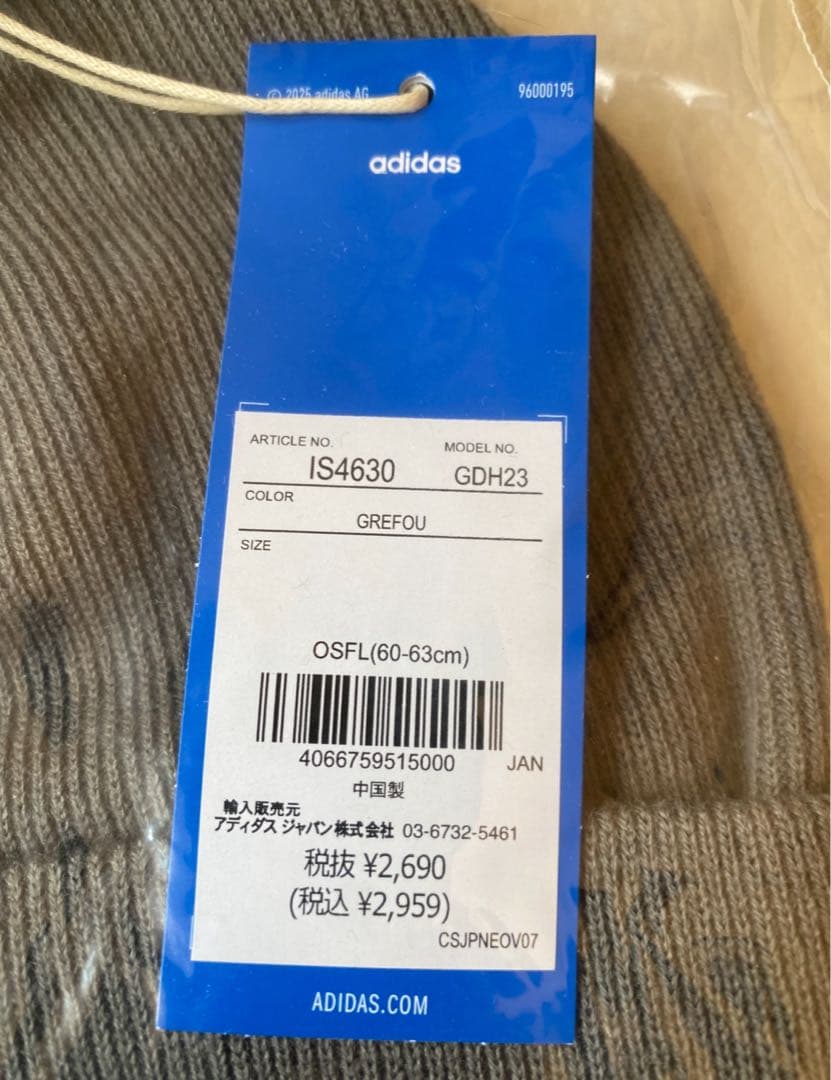 © 2025 adidas AG
96000195
adidas
ARTICLE NO.
MODEL NO.
IS4630
GDH23
COLOR
GREFOU
SIZE
OSFL(60-63cm)
4066759515000 JAN
中国製
輸入販売元
アディダス ジャパン株式会社 03-6732-5461
税抜 ¥2,690
(税込 ¥2,959)
CSJPNEOV07
ADIDAS.COM